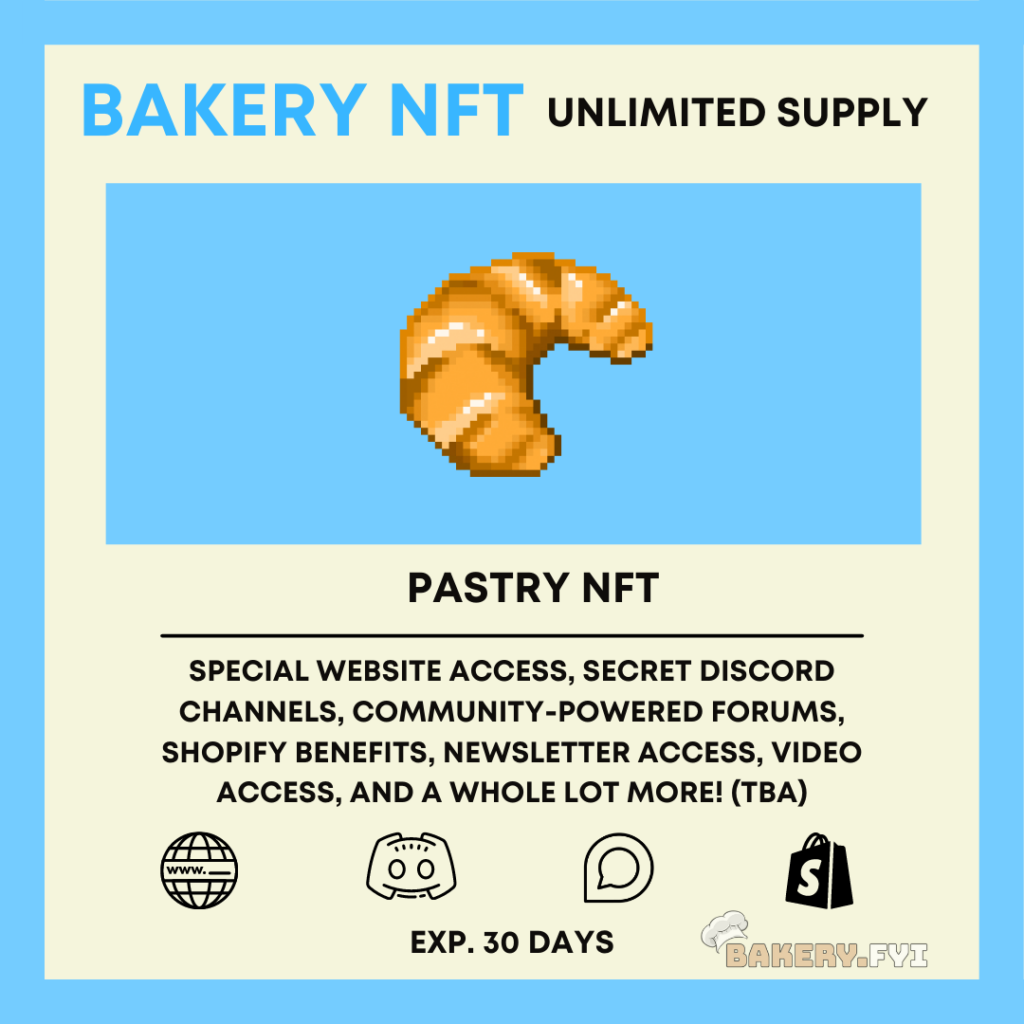 BAKERY NFT UNLIMITED SUPPLY
PASTRY NFT
SPECIAL WEBSITE ACCESS, SECRET DISCORD
CHANNELS, COMMUNITY-POWERED FORUMS,
SHOPIFY BENEFITS, NEWSLETTER ACCESS, VIDEO
ACCESS, AND A WHOLE LOT MORE! (TBA)
www.
S
EXP. 30 DAYS
BAKERY.FYI